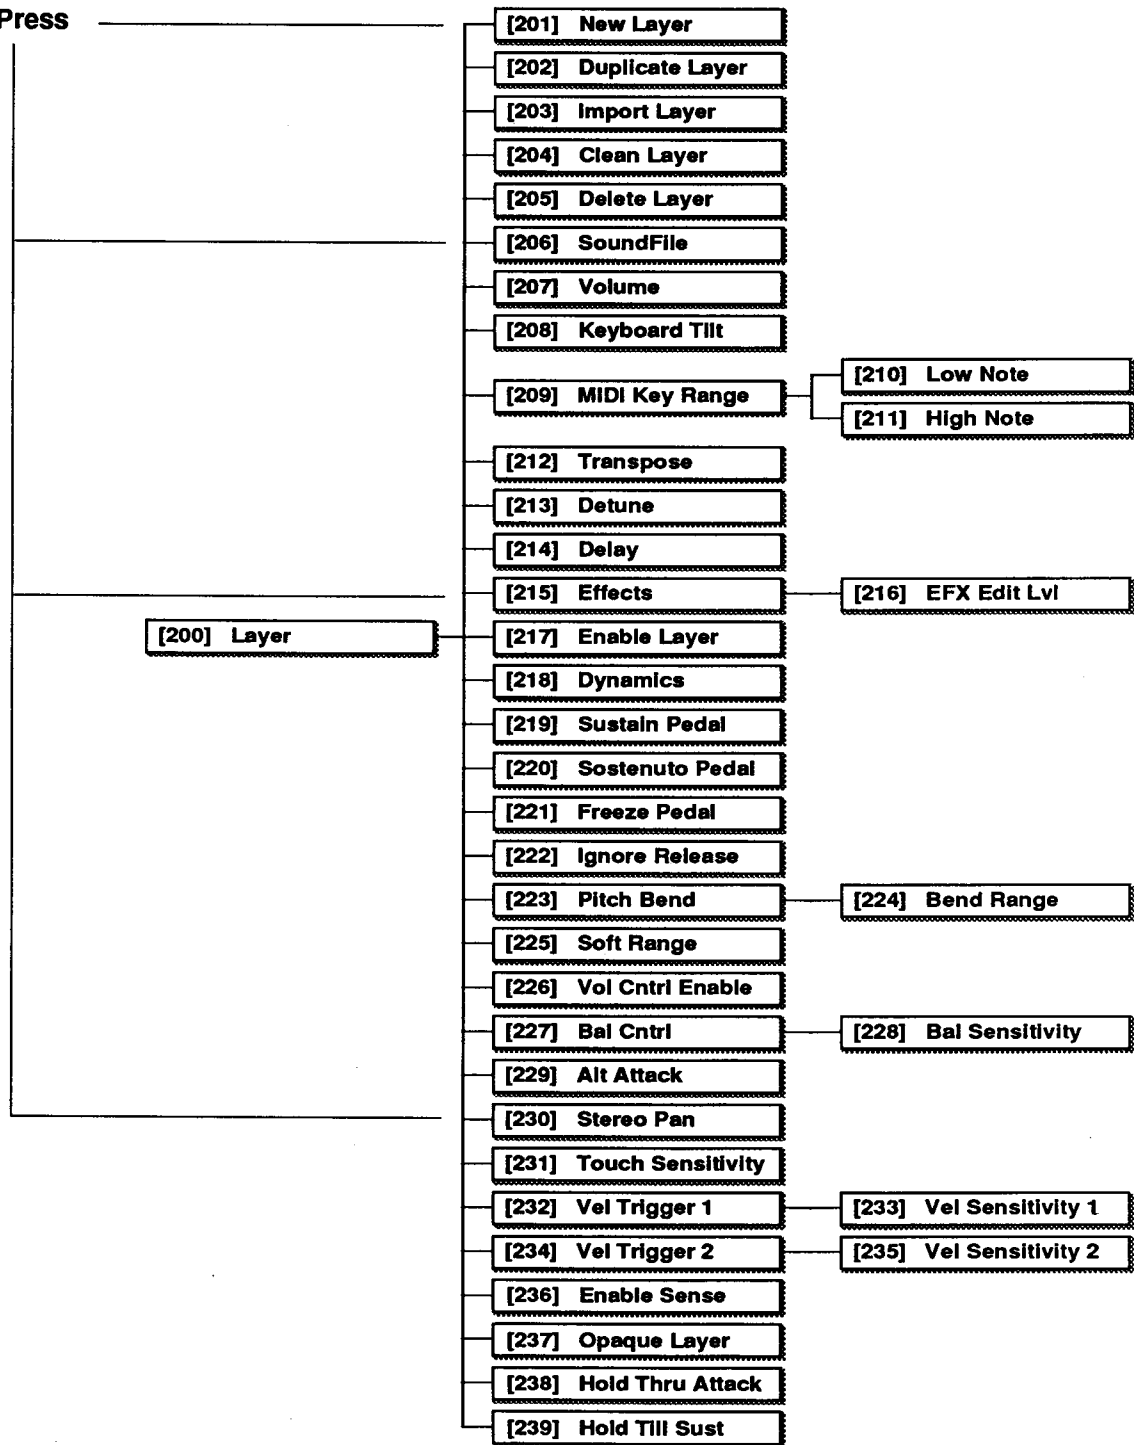 Press
[201] New Layer
[202] Duplicate Layer
[203] Import Layer
[204] Clean Layer
[205] Delete Layer
[206] SoundFile
[207] Volume
[208] Keyboard Tilt
[209] MIDI Key Range
[210] Low Note
[211] High Note
[212] Transpose
[213] Detune
[214] Delay
[215] Effects
[216] EFX Edit Lvl
[200] Layer
[217] Enable Layer
[218] Dynamics
[219] Sustain Pedal
[220] Sostenuto Pedal
[221] Freeze Pedal
[222] Ignore Release
[223] Pitch Bend
[224] Bend Range
[225] Soft Range
[226] Vol Cntrl Enable
[227] Bal Cntrl
[228] Bal Sensitivity
[229] Alt Attack
[230] Stereo Pan
[231] Touch Sensitivity
[232] Vel Trigger 1
[233] Vel Sensitivity 1
[234] Vel Trigger 2
[235] Vel Sensitivity 2
[236] Enable Sense
[237] Opaque Layer
[238] Hold Thru Attack
[239] Hold Till Sust